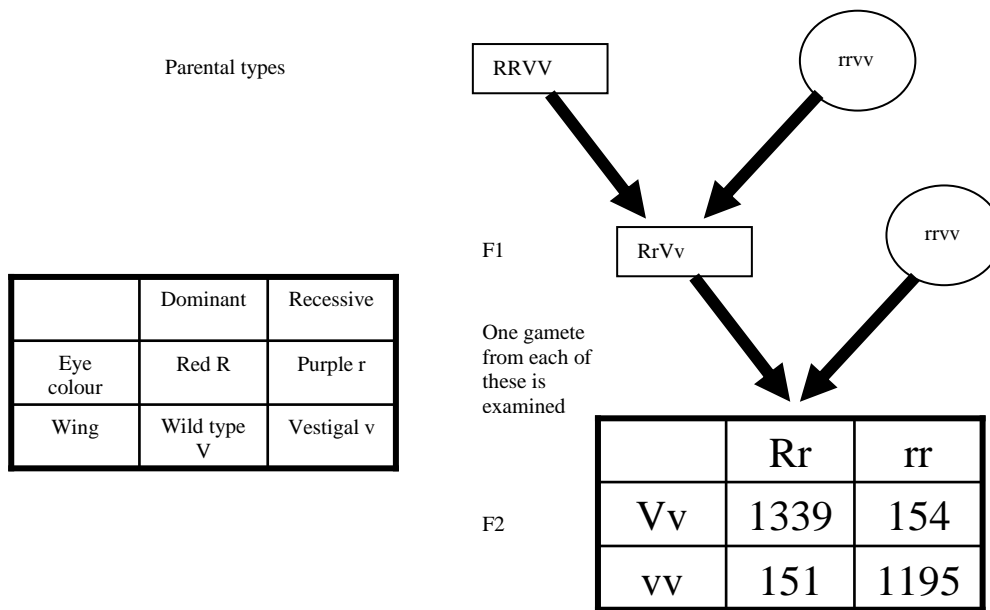 Parental types
RRVV
rrvv
F1
RrVv
rrvv
Dominant
Recessive
Eye
colour
Red R
Purple r
Wing
Wild type
V
Vestigal v
One gamete
from each of
these is
examined
F2
Rr
rr
Vv
1339
154
vv
151
1195